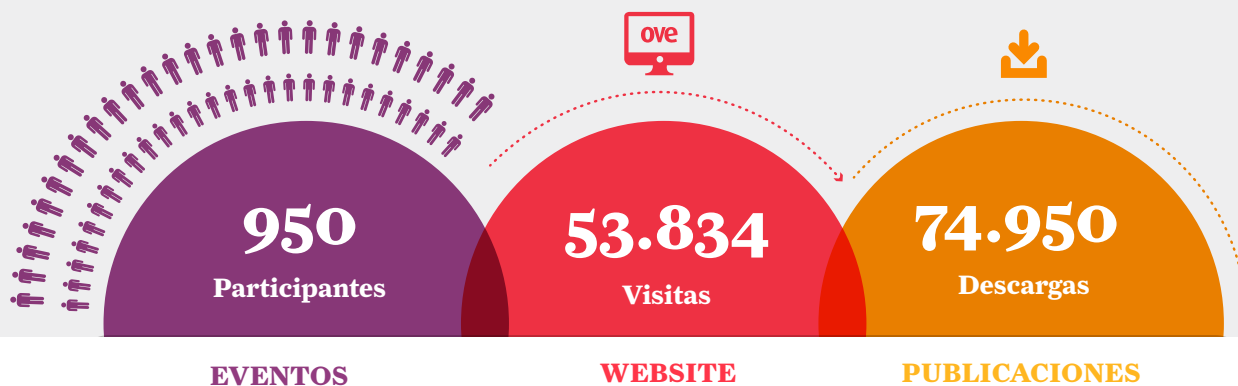 ove
950
Participantes
53.834
Visitas
74.950
Descargas
EVENTOS
WEBSITE
PUBLICACIONES